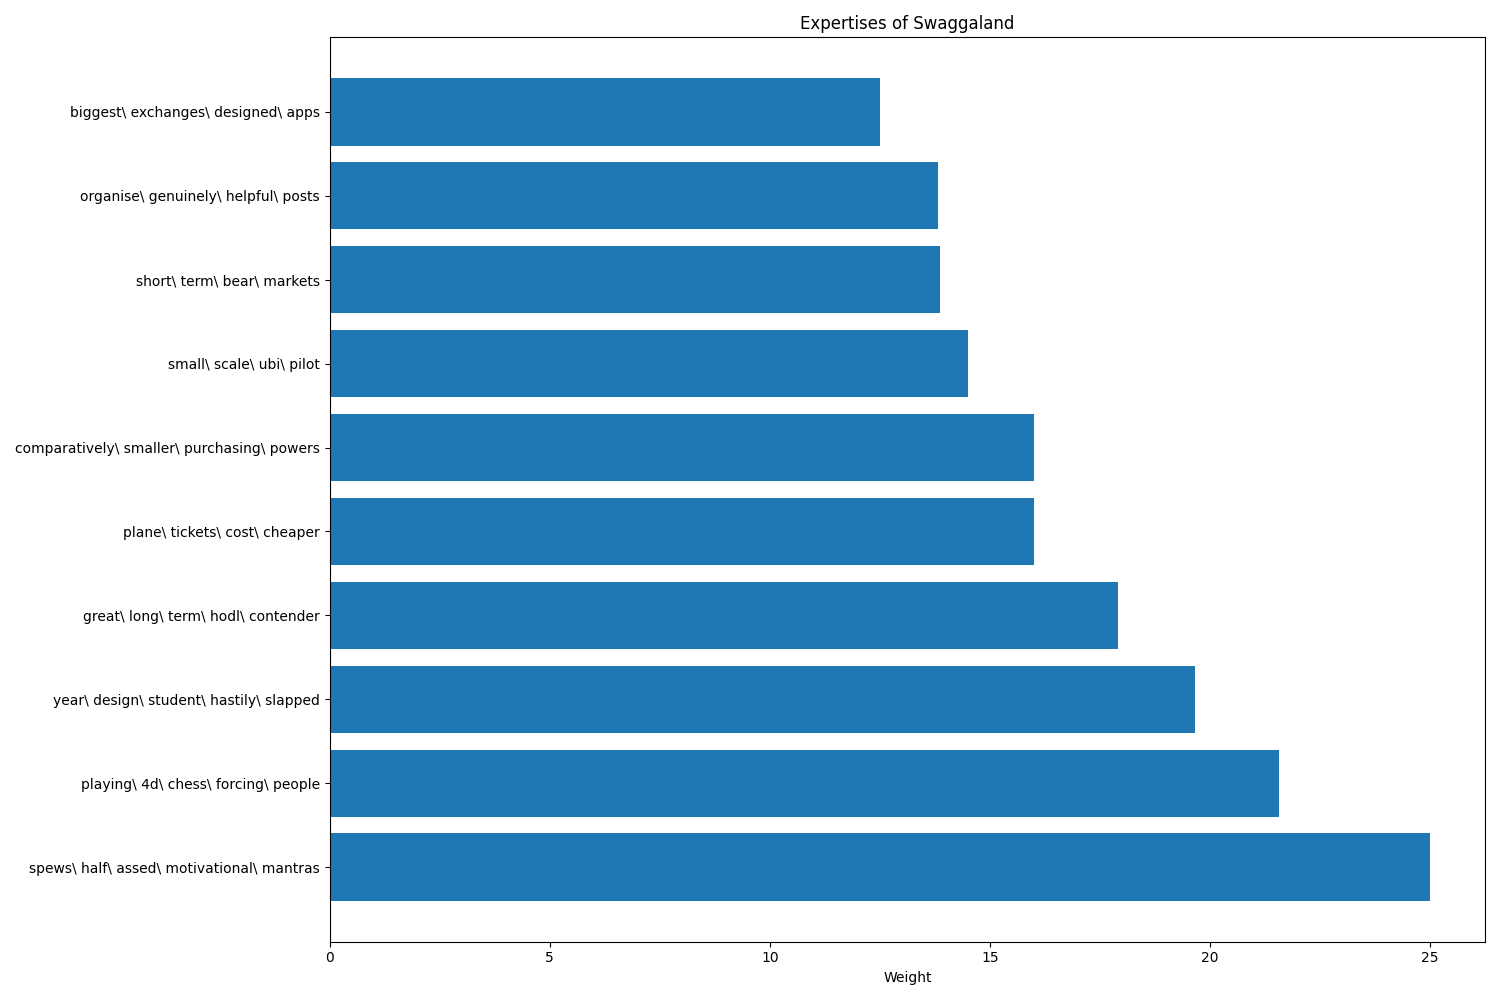 Expertises of Swaggaland
biggest\ exchanges\ designed\ apps
organise\ genuinely\ helpful\ posts
short\ term\ bear\ markets
small\ scale\ ubi\ pilot
comparatively\ smaller\ purchasing\ powers
plane\ tickets\ cost\ cheaper
great\ long\ term\ hodl\ contender
year\ design\ student\ hastily\ slapped
playing\ 4d\ chess\ forcing\ people
spews\ half\ assed\ motivational\ mantras
0 5 10 15 20 25
Weight